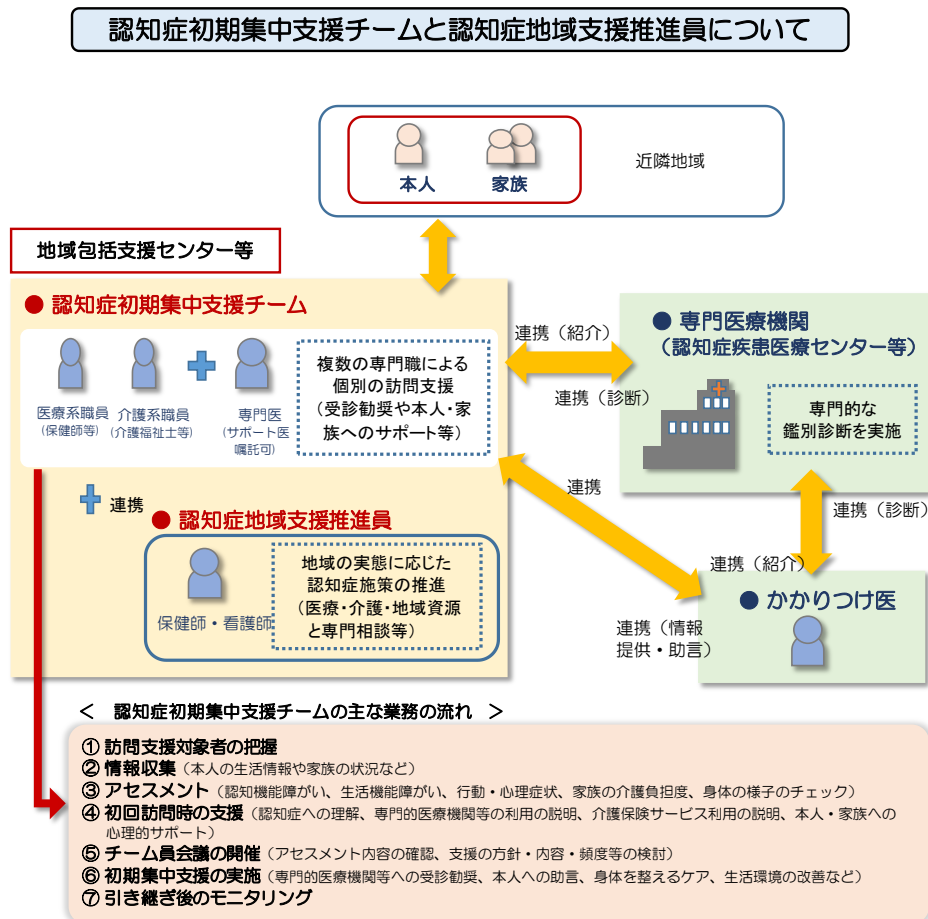 認知症初期集中支援チームと認知症地域支援推進員について
近隣地域
本人
家族
地域包括支援センター等
● 認知症初期集中支援チーム
医療系職員
(保健師等)
介護系職員
(介護福祉士等)
専門医
(サポート医
嘱託可)
複数の専門職による
個別の訪問支援
(受診勧奨や本人・家
族へのサポート等)
連携
● 認知症地域支援推進員
保健師・看護師
地域の実態に応じた
認知症施策の推進
(医療・介護・地域資源
と専門相談等)
連携(紹介)
連携(診断)
● 専門医療機関
(認知症疾患医療センター等)
専門的な
鑑別診断を実施
連携
連携(診断)
連携(紹介)
連携(情報
提供・助言)
● かかりつけ医
< 認知症初期集中支援チームの主な業務の流れ >
① 訪問支援対象者の把握
② 情報収集(本人の生活情報や家族の状況など)
③ アセスメント(認知機能障がい、生活機能障がい、行動・心理症状、家族の介護負担度、身体の様子のチェック)
④ 初回訪問時の支援(認知症への理解、専門的医療機関等の利用の説明、介護保険サービス利用の説明、本人・家族への
心理的サポート)
⑤ チーム員会議の開催(アセスメント内容の確認、支援の方針・内容・頻度等の検討)
⑥ 初期集中支援の実施(専門的医療機関等への受診勧奨、本人への助言、身体を整えるケア、生活環境の改善など)
⑦ 引き継ぎ後のモニタリング